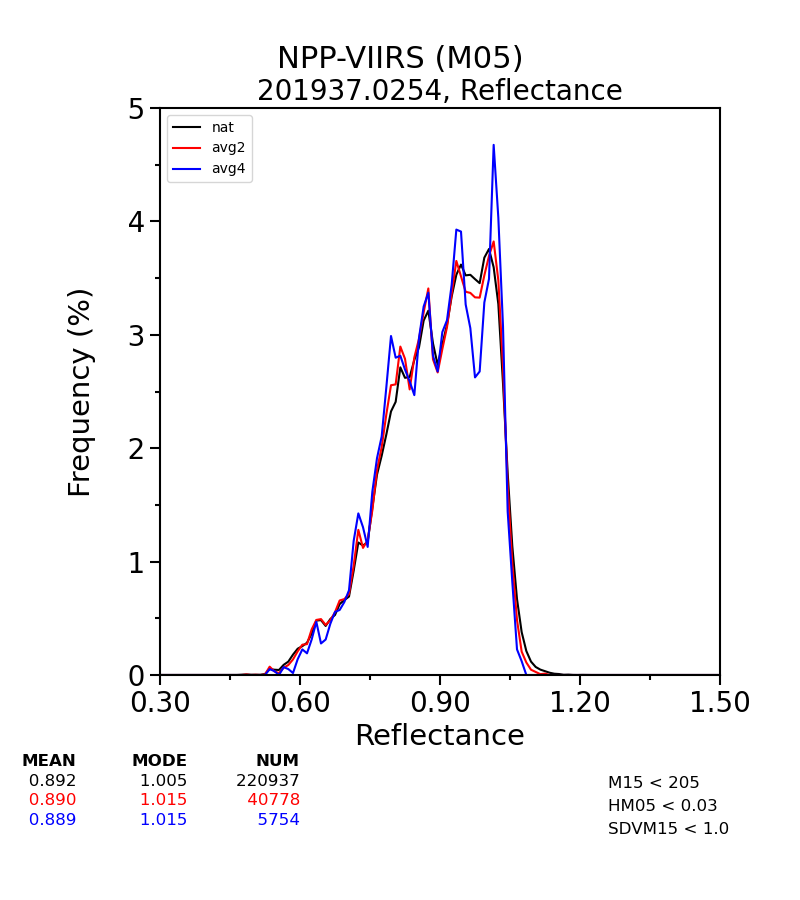 NPP-VIIRS (M05)
201937.0254, Reflectance
nat
avg2
avg4
5
4
3
2
1
0
Frequency (%)
0.30 0.60 0.90 1.20 1.50
Reflectance
MEAN MODE NUM
0.892 1.005 220937
0.890 1.015 40778
0.889 1.015 5754
M15 < 205
HM05 < 0.03
SDVM15 < 1.0